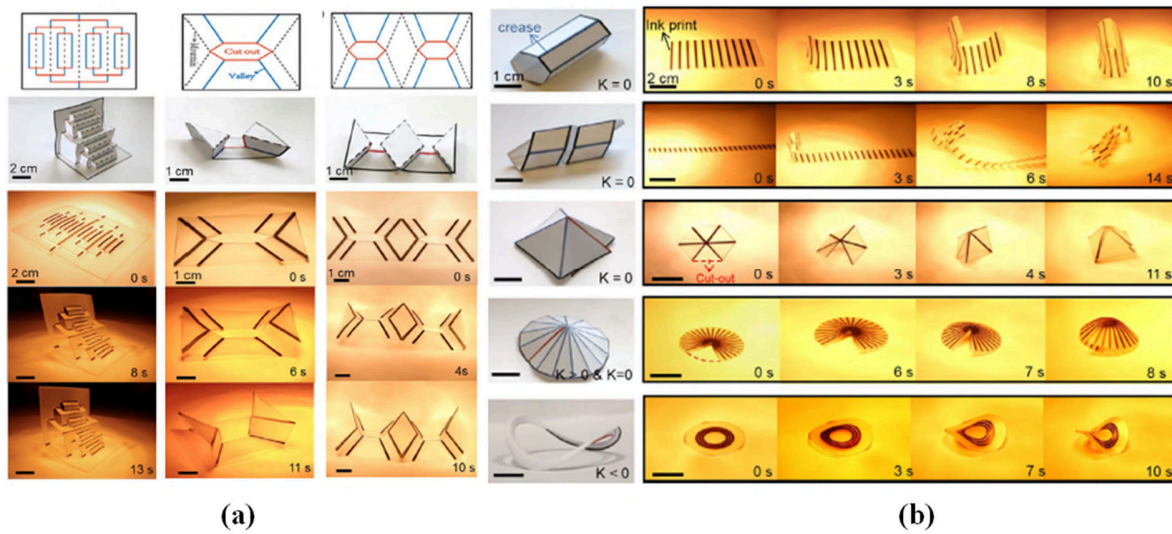 Cut out
Valley
2 cm
1 cm
1 cm
2 cm
0 s
1 cm
0 s
1 cm
0 s
8 s
6 s
4s
13 s
11 s
10 s
crease
1 cm
K = 0
K = 0
K = 0
K > 0 & K=0
K < 0
Ink print
2 cm
0 s
3 s
8 s
10 s
0 s
3 s
6 s
14 s
Cut-out
0 s
3 s
4 s
11 s
0 s
6 s
7 s
8 s
0 s
3 s
7 s
10 s
(a)
(b)